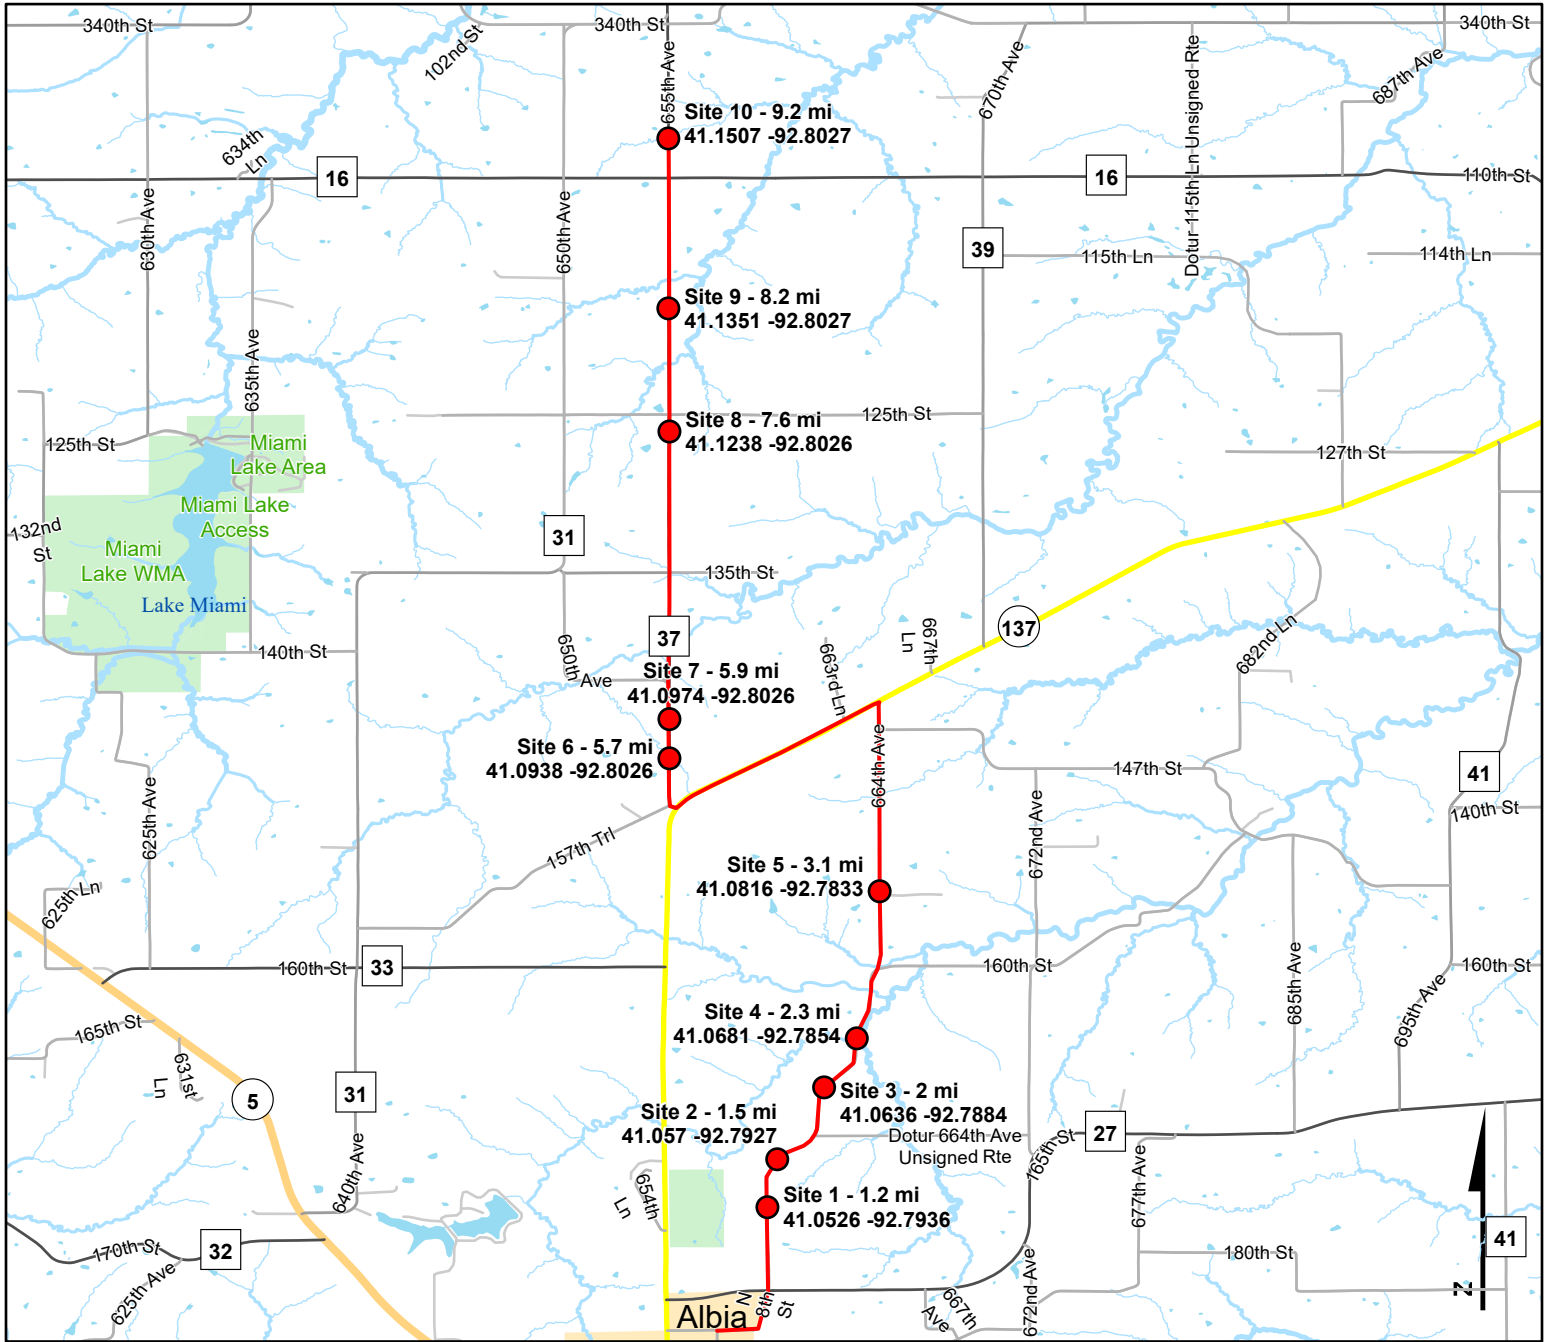 340th St
102nd St
340th St
655th Ave
670th Ave
Dotur 115th Ln Unsigned Rte
687th Ave
340th St
Site 10 - 9.2 mi
41.1507 -92.8027
634th
Ln
16
16
110th St
630th Ave
650th Ave
39
115th Ln
114th Ln
Site 9 - 8.2 mi
41.1351 -92.8027
635th Ave
125th St
Site 8 - 7.6 mi
41.1238 -92.8026
125th St
127th St
Miami
Lake Area
Miami Lake
Access
132nd
St
Miami
Lake WMA
Lake Miami
31
135th St
37
137
140th St
650th
Ave
663rd Ln
667th
Ln
682nd Ln
Site 7 - 5.9 mi
41.0974 -92.8026
Site 6 - 5.7 mi
41.0938 -92.8026
664th Ave
147th St
41
140th St
625th Ave
157th Trl
672nd Ave
Site 5 - 3.1 mi
41.0816 -92.7833
625th Ln
160th St
33
160th St
685th Ave
160th St
695th Ave
165th St
631st
Ln
Site 4 - 2.3 mi
41.0681 -92.7854
5
31
Site 3 - 2 mi
41.0636 -92.7884
Site 2 - 1.5 mi
41.057 -92.7927
Dotur 664th Ave
Unsigned Rte
165th St
27
640th Ave
654th
Ln
Site 1 - 1.2 mi
41.0526 -92.7936
677th Ave
170th St
32
180th St
41
625th Ave
672nd Ave
N
Albia
N
8th
St
667th
Ave